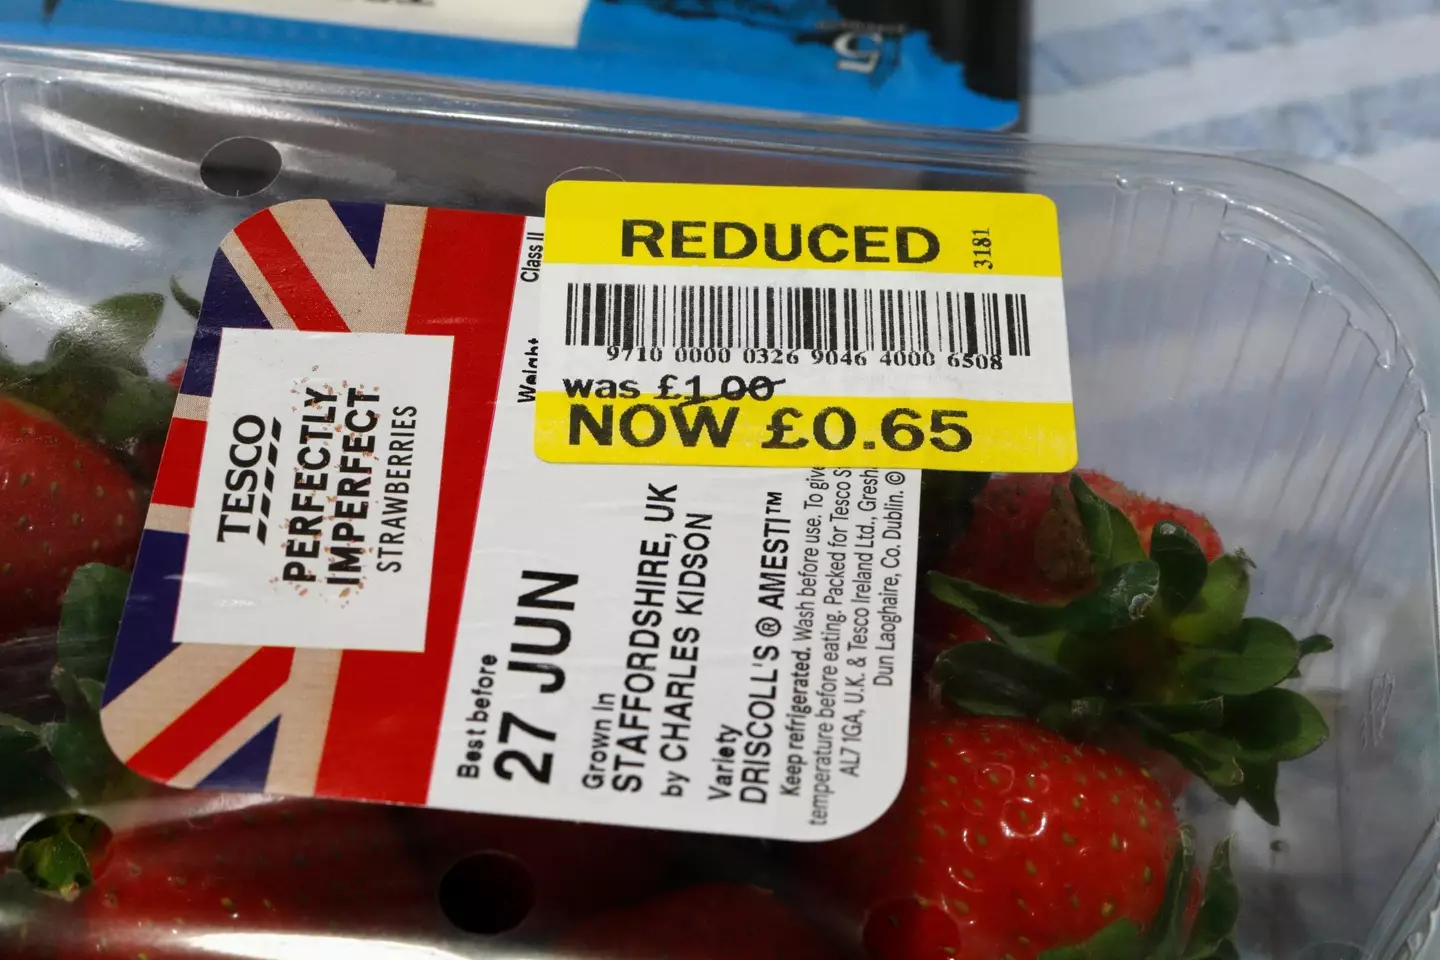 REDUCED
3181
9710 0000 0326 9046 4000 6508
was £1.00
NOW £0.65
TESCO
PERFECTLY
IMPERFECT
STRAWBERRIES
Class II
Weight
Best before
27 JUN
Grown in
STAFFORDSHIRE, UK
by CHARLES KIDSON
Variety
DRISCOLL'S ® AMESTI™
Keep refrigerated. Wash before use. To give
temperature before eating. Packed for Tesco S
AL7 1GA, U.K. & Tesco Ireland Ltd., Gresh
Dun Laoghaire, Co. Dublin. ©